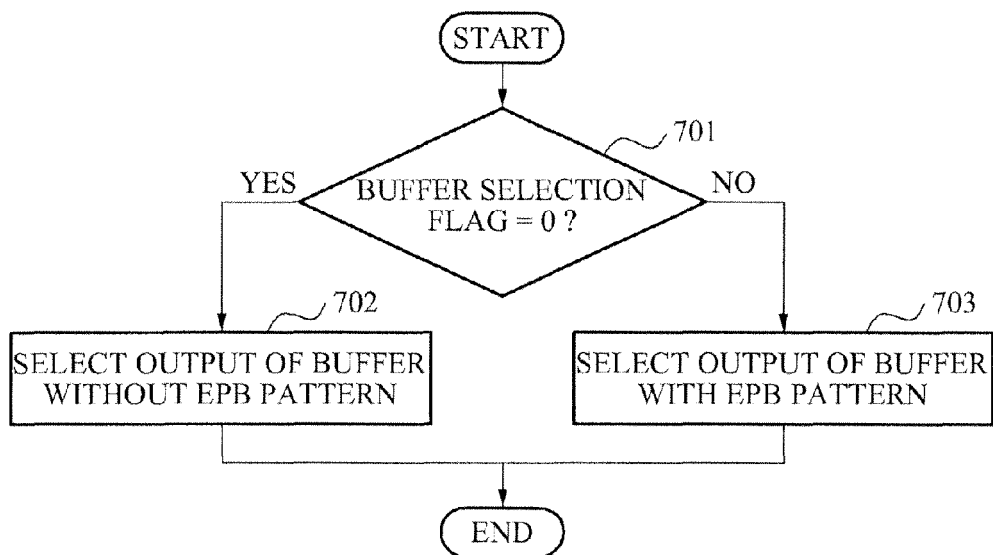 START
701
YES
BUFFER SELECTION
FLAG = 0 ?
NO
702
703
SELECT OUTPUT OF BUFFER
WITHOUT EPB PATTERN
SELECT OUTPUT OF BUFFER
WITH EPB PATTERN
END